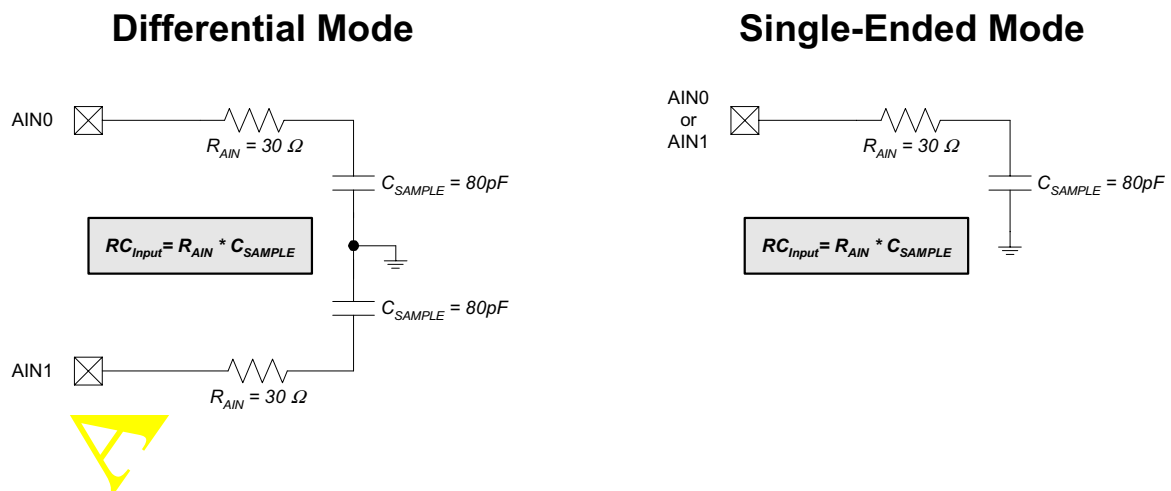 Differential Mode
AIN0
R_AIN = 30 Ω
C_SAMPLE = 80pF
RC_Input= R_AIN * C_SAMPLE
C_SAMPLE = 80pF
AIN1
R_AIN = 30 Ω
Single-Ended Mode
AIN0
or
AIN1
R_AIN = 30 Ω
C_SAMPLE = 80pF
RC_Input= R_AIN * C_SAMPLE